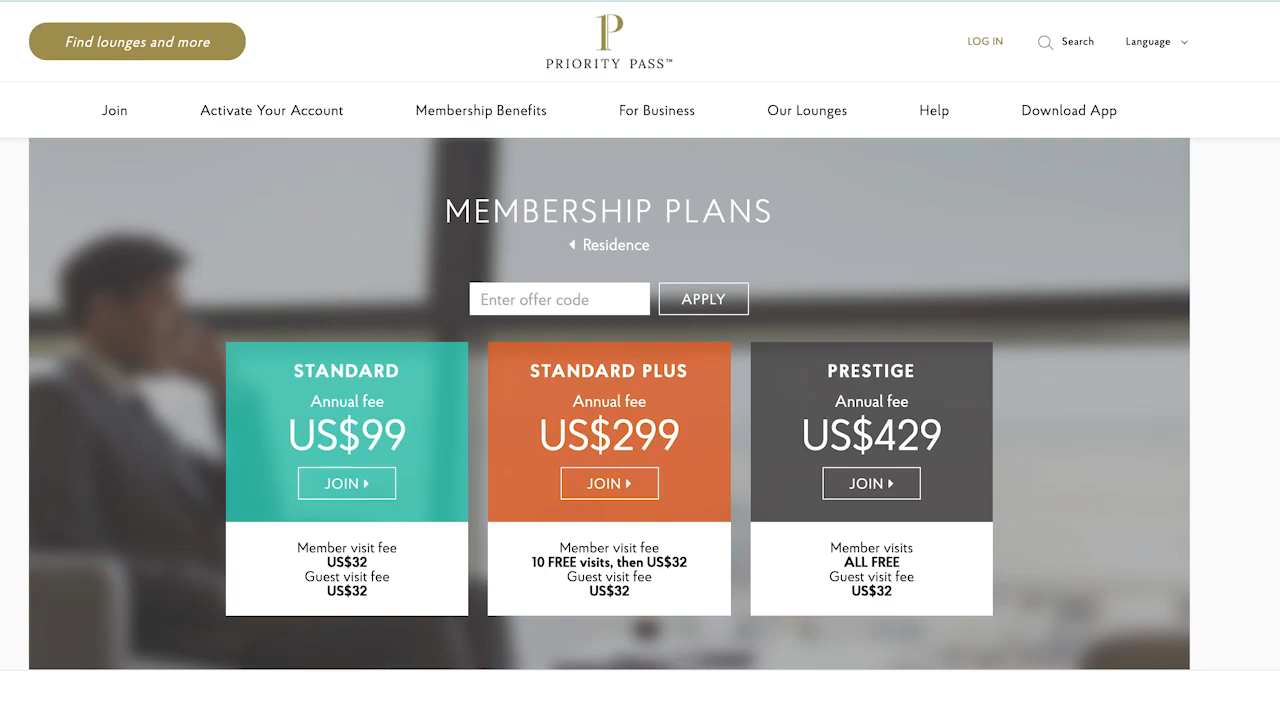 Find lounges and more
P
PRIORITY PASS™
LOG IN
Search
Language
Join
Activate Your Account
Membership Benefits
For Business
Our Lounges
Help
Download App
MEMBERSHIP PLANS
Residence
Enter offer code
APPLY
STANDARD
Annual fee
US$99
JOIN
Member visit fee
US$32
Guest visit fee
US$32
STANDARD PLUS
Annual fee
US$299
JOIN
Member visit fee
10 FREE visits, then US$32
Guest visit fee
US$32
PRESTIGE
Annual fee
US$429
JOIN
Member visits
ALL FREE
Guest visit fee
US$32